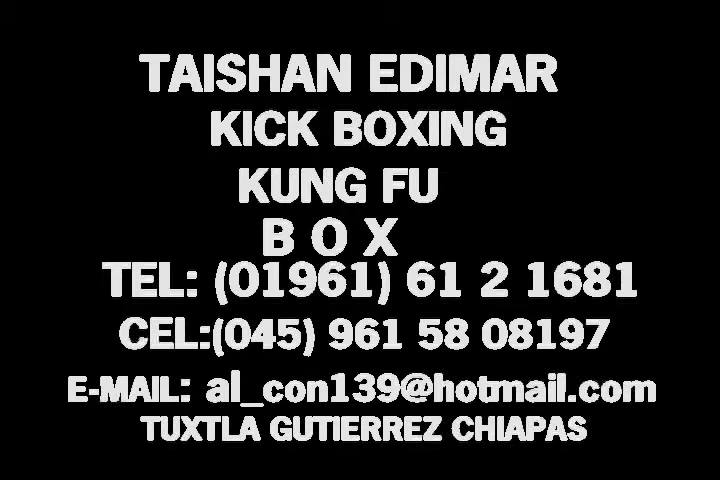 TAISHAN EDIMAR
KICK BOXING
KUNG FU
B O X
TEL: (01961) 61 2 1681
CEL:(045) 961 58 08197
E-MAIL: al_con139@hotmail.com
TUXTLA GUTIERREZ CHIAPAS